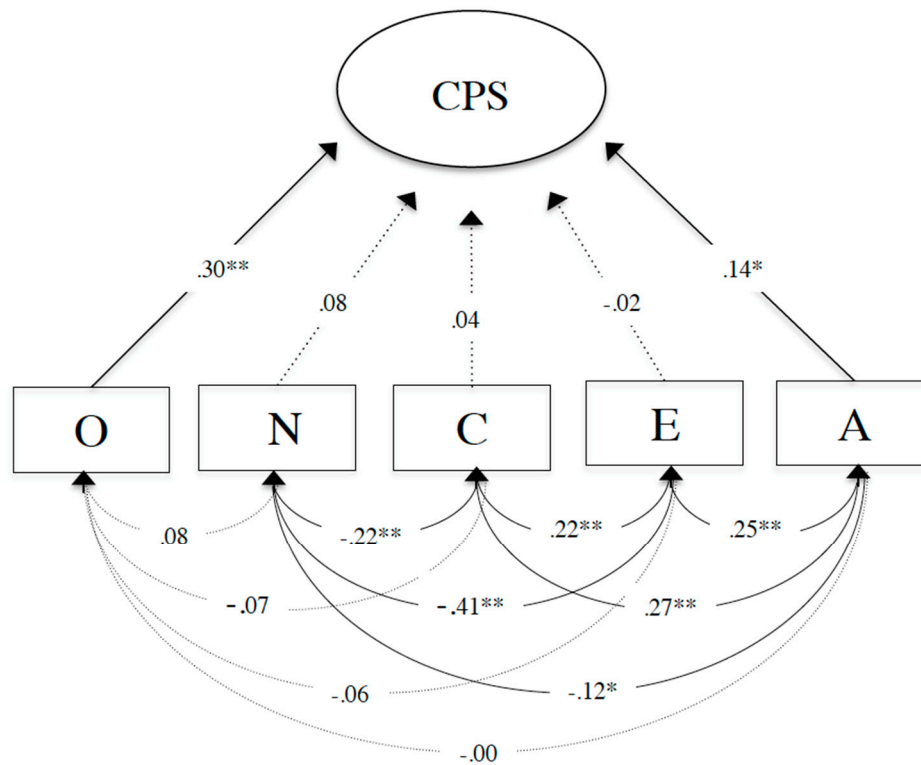 CPS
.30**
.14*
.08
.04
-.02
O
N
C
E
A
.08
-.22**
.22**
.25**
-.07
-.41**
.27**
-.06
-.12*
-.00